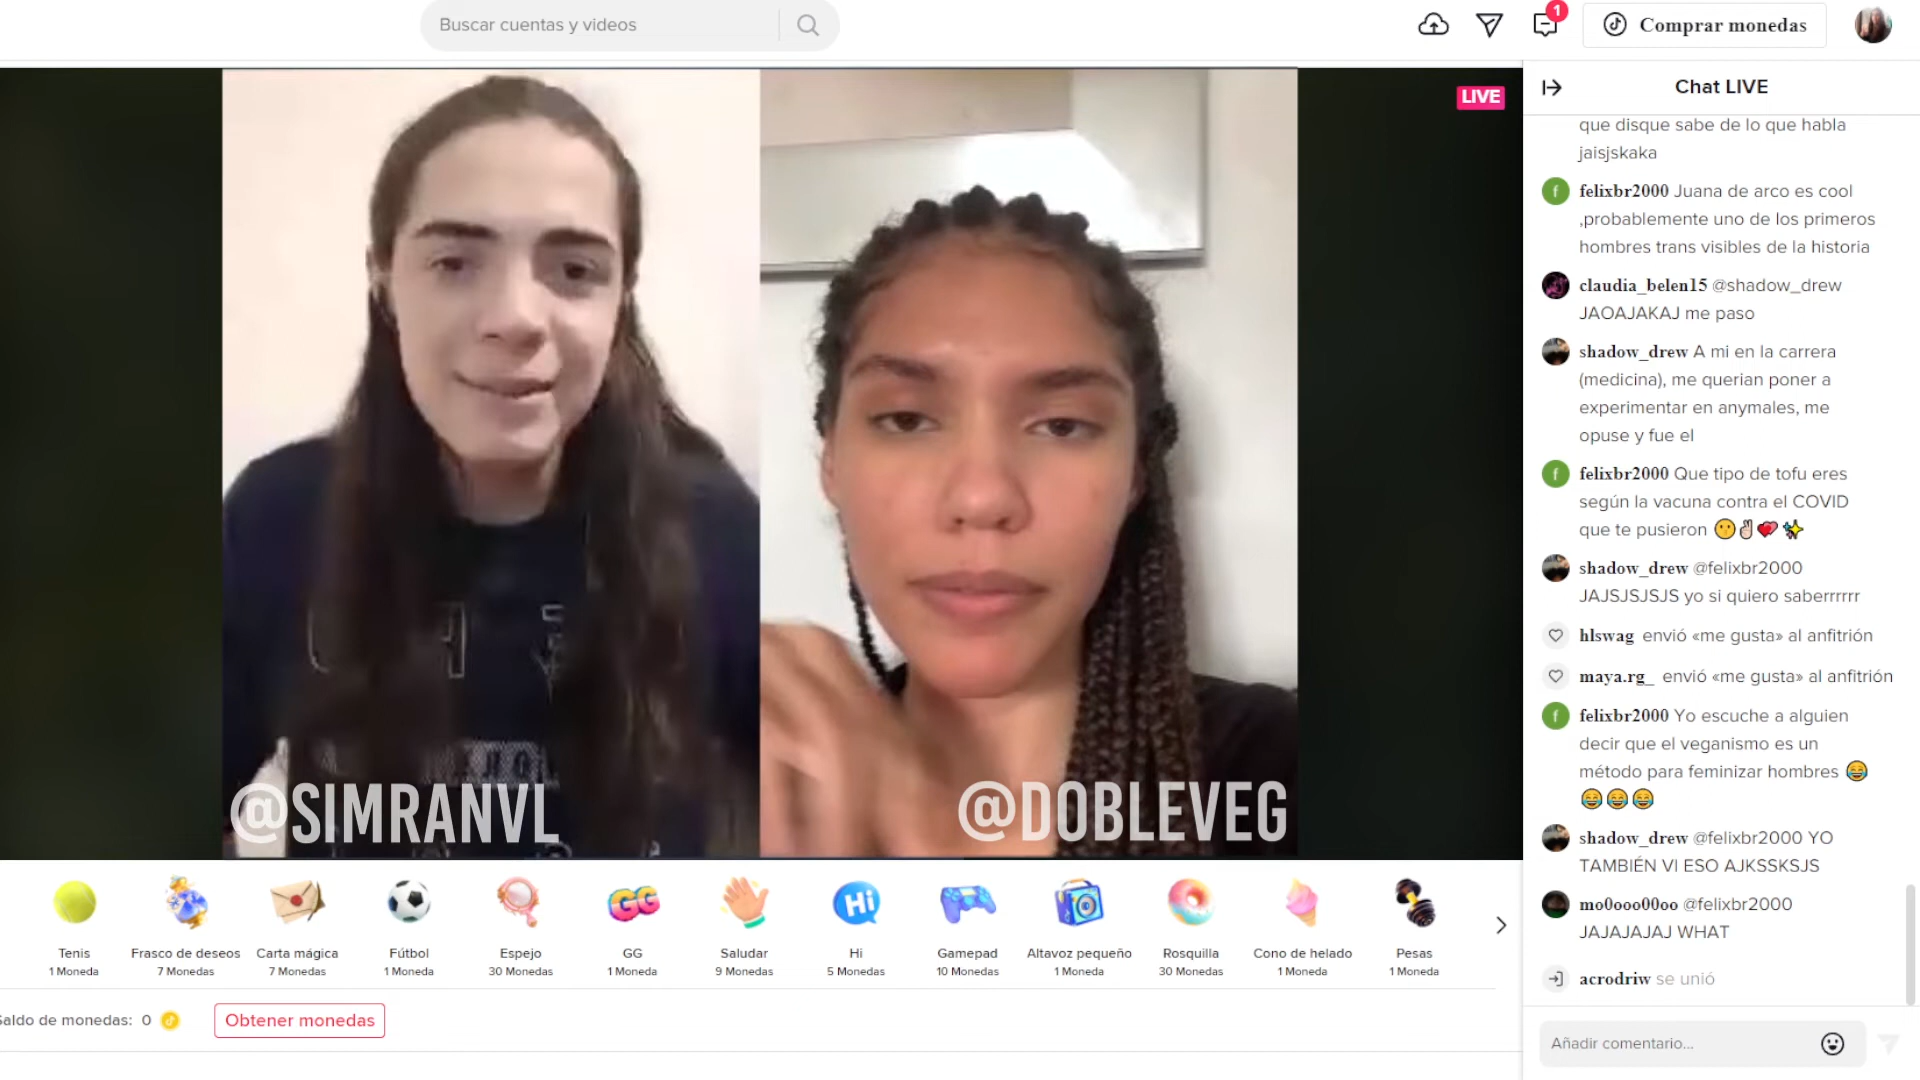 Buscar cuentas y videos
1
Comprar monedas
LIVE
@SIMRANVL
@DOBLEVEG
Chat LIVE
que disque sabe de lo que habla
jaisjskaka
f
felixbr2000 Juana de arco es cool
,probablemente uno de los primeros
hombres trans visibles de la historia
claudia_belen15 @shadow_drew
JAOAJAKAJ me paso
shadow_drew A mi en la carrera
(medicina), me querian poner a
experimentar en anymales, me
opuse y fue el
f
felixbr2000 Que tipo de tofu eres
según la vacuna contra el COVID
que te pusieron 😗✌🏻💕✨
shadow_drew @felixbr2000
JAJSJSJSJS yo si quiero saberrrrrr
hlswag envió «me gusta» al anfitrión
maya.rg_ envió «me gusta» al anfitrión
f
felixbr2000 Yo escuche a alguien
decir que el veganismo es un
método para feminizar hombres 😂
😂😂😂
shadow_drew @felixbr2000 YO
TAMBIÉN VI ESO AJKSSKSJS
mo0ooo00oo @felixbr2000
JAJAJAJAJ WHAT
acrodriw se unió
Añadir comentario...
GG
Hi
Tenis
1 Moneda
Frasco de deseos
7 Monedas
Carta mágica
7 Monedas
Fútbol
1 Moneda
Espejo
30 Monedas
GG
1 Moneda
Saludar
9 Monedas
Hi
5 Monedas
Gamepad
10 Monedas
Altavoz pequeño
1 Moneda
Rosquilla
30 Monedas
Cono de helado
1 Moneda
Pesas
1 Moneda
Saldo de monedas: 0
Obtener monedas